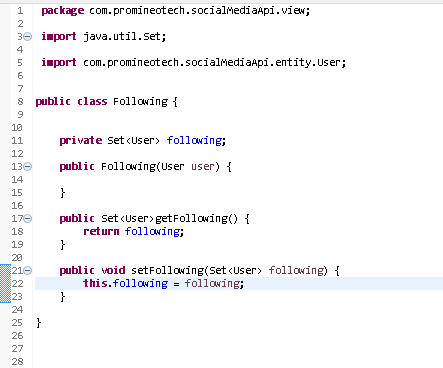 1 package com.promineotech.socialMediaApi.view;
2
3 import java.util.Set;
4
5 import com.promineotech.socialMediaApi.entity.User;
6
7
8 public class Following {
9
10
11 private Set<User> following;
12
13 public Following(User user) {
14
15 }
16
17 public Set<User>getFollowing() {
18 return following;
19 }
20
21 public void setFollowing(Set<User> following) {
22 this.following = following;
23 }
24
25 }
26
27
28